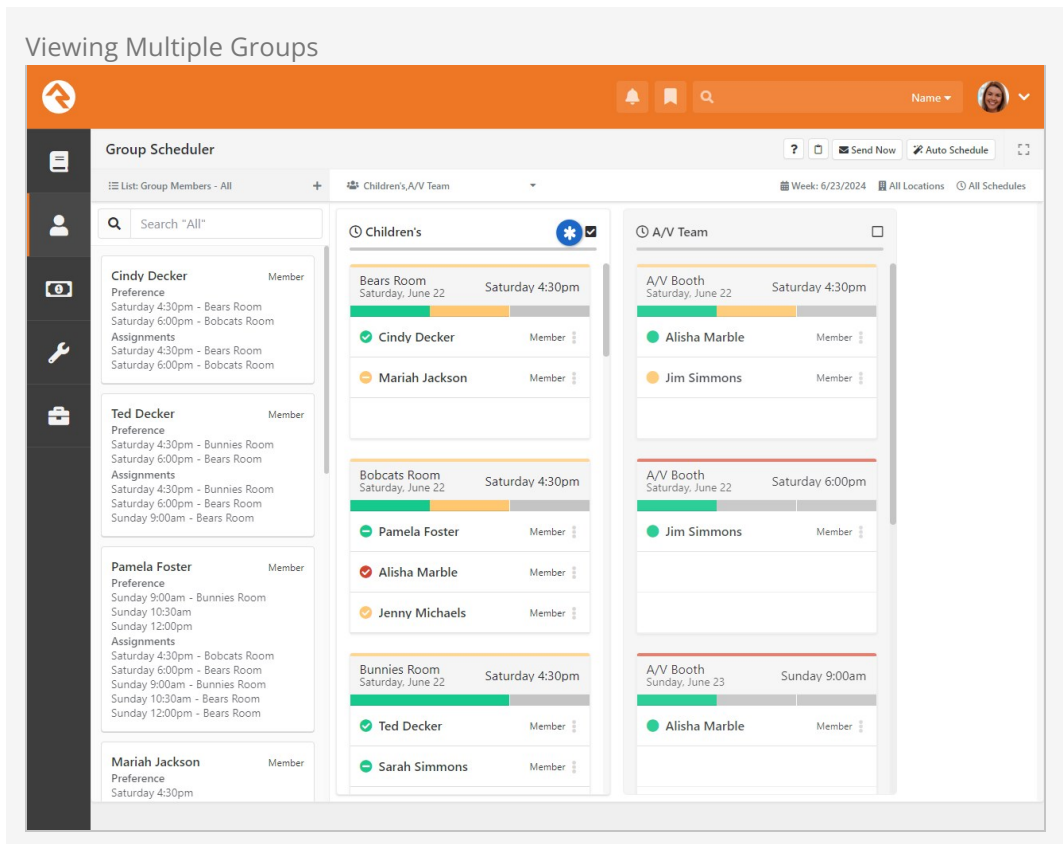 Viewing Multiple Groups
Name
Group Scheduler
?
Send Now
Auto Schedule
List: Group Members - All
+
Children's,A/V Team
Week: 6/23/2024
All Locations
All Schedules
Search "All"
Cindy Decker
Member
Preference
Saturday 4:30pm - Bears Room
Saturday 6:00pm - Bobcats Room
Assignments
Saturday 4:30pm - Bears Room
Saturday 6:00pm - Bobcats Room
Ted Decker
Member
Preference
Saturday 4:30pm - Bunnies Room
Saturday 6:00pm - Bears Room
Assignments
Saturday 4:30pm - Bunnies Room
Saturday 6:00pm - Bears Room
Sunday 9:00am - Bears Room
Pamela Foster
Member
Preference
Sunday 9:00am - Bunnies Room
Sunday 10:30am
Sunday 12:00pm
Assignments
Saturday 4:30pm - Bobcats Room
Saturday 6:00pm - Bears Room
Sunday 9:00am - Bunnies Room
Sunday 10:30am - Bears Room
Sunday 12:00pm - Bears Room
Mariah Jackson
Member
Preference
Saturday 4:30pm
Children's
Bears Room
Saturday, June 22
Saturday 4:30pm
Cindy Decker
Member
Mariah Jackson
Member
Bobcats Room
Saturday, June 22
Saturday 4:30pm
Pamela Foster
Member
Alisha Marble
Member
Jenny Michaels
Member
Bunnies Room
Saturday, June 22
Saturday 4:30pm
Ted Decker
Member
Sarah Simmons
Member
A/V Team
A/V Booth
Saturday, June 22
Saturday 4:30pm
Alisha Marble
Member
Jim Simmons
Member
A/V Booth
Saturday, June 22
Saturday 6:00pm
Jim Simmons
Member
A/V Booth
Sunday, June 23
Sunday 9:00am
Alisha Marble
Member